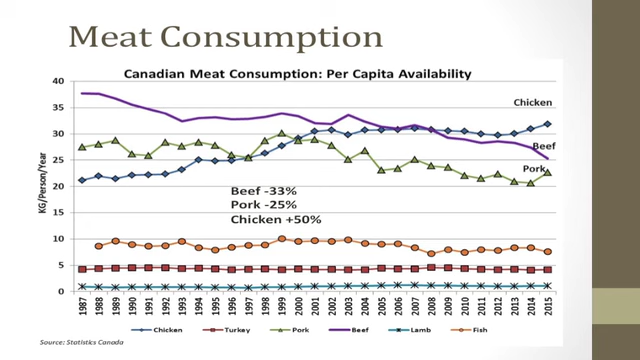 Meat Consumption
Canadian Meat Consumption: Per Capita Availability
KG/Person/Year
40
35
30
25
20
15
10
5
0
Chicken
Beef
Pork
Beef -33%
Pork -25%
Chicken +50%
1987 1988 1989 1990 1991 1992 1993 1994 1995 1996 1997 1998 1999 2000 2001 2002 2003 2004 2005 2006 2007 2008 2009 2010 2011 2012 2013 2014 2015
Chicken Turkey Pork Beef Lamb Fish
Source: Statistics Canada